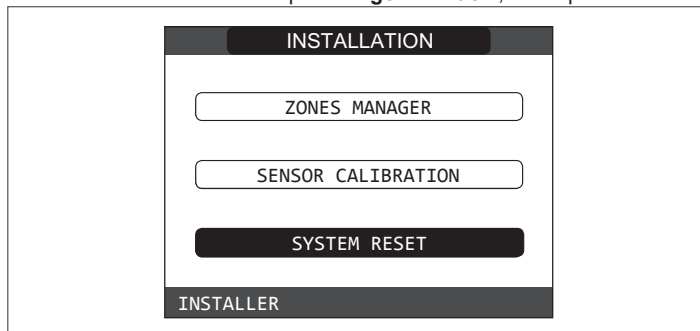 INSTALLATION
ZONES MANAGER
SENSOR CALIBRATION
SYSTEM RESET
INSTALLER